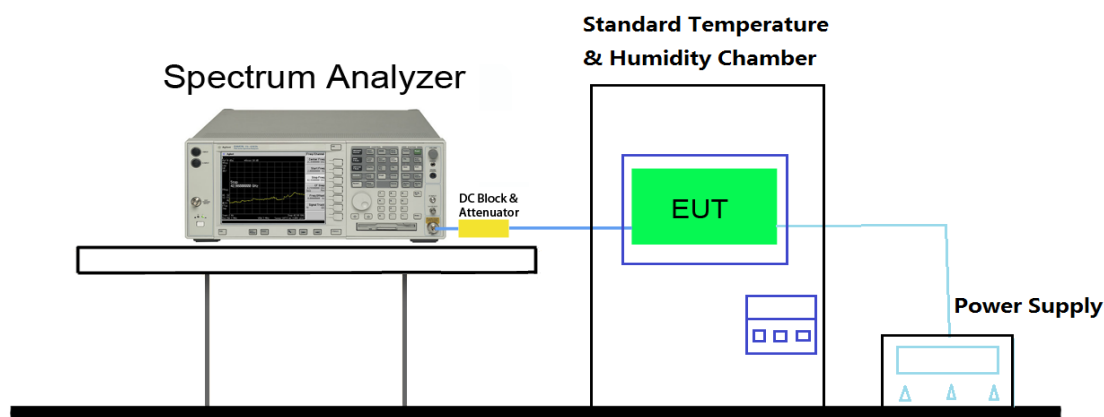 Standard Temperature
& Humidity Chamber
Spectrum Analyzer
DC Block &
Attenuator
EUT
Power Supply